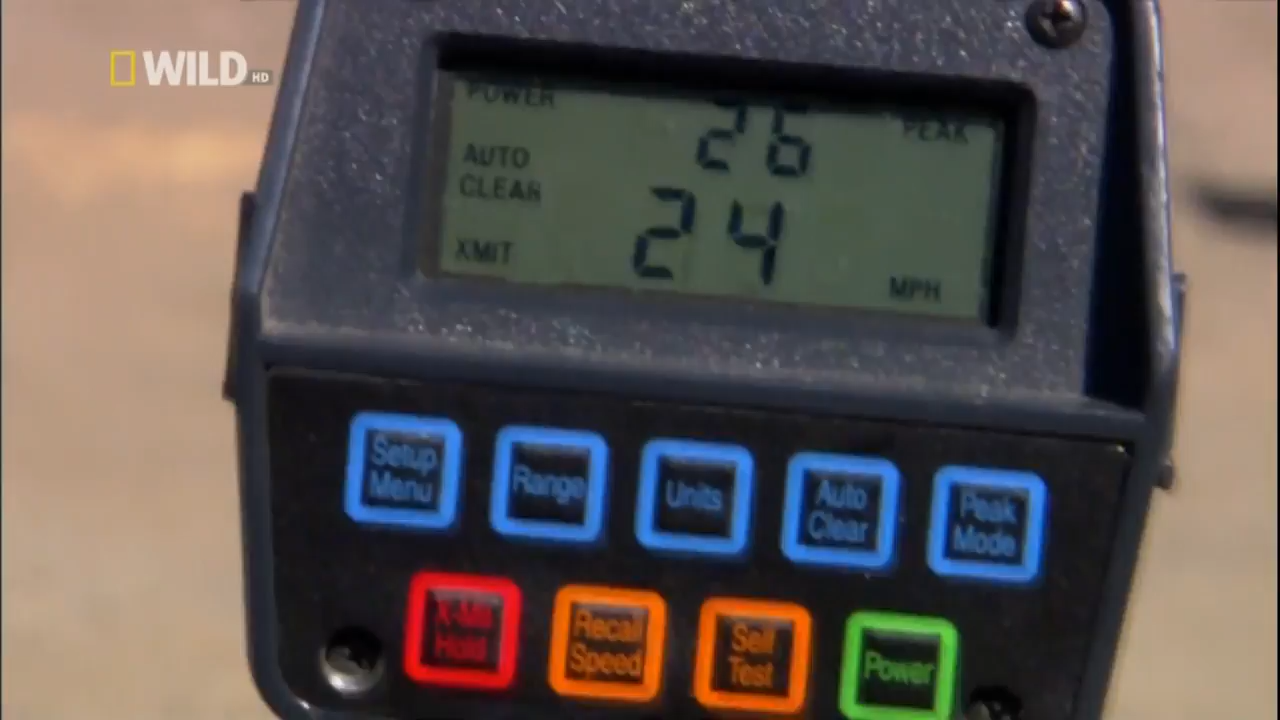 WILD HD
POWER
26
PEAK
AUTO
CLEAR
24
XMIT
MPH
Setup
Menu
Range
Units
Auto
Clear
Peak
Mode
X-Mit
Hold
Recall
Speed
Self
Test
Power